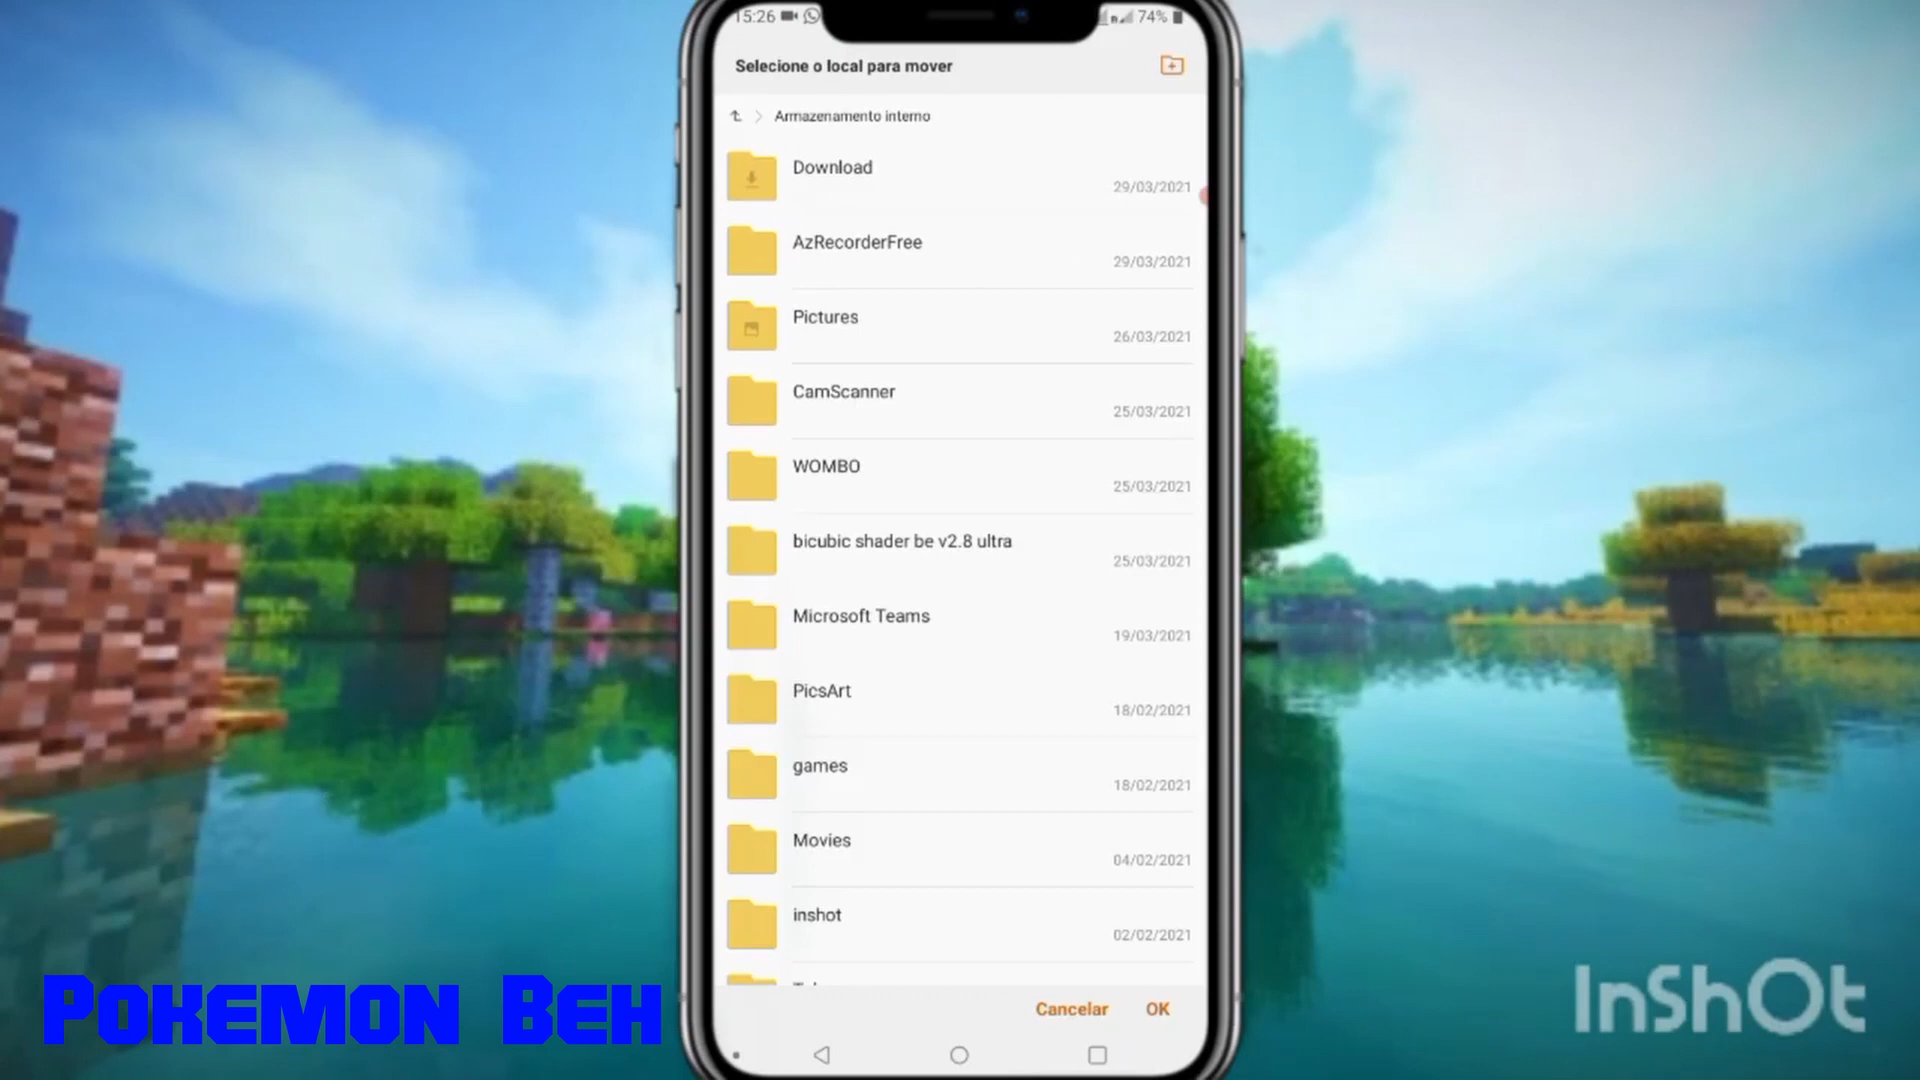 15:26
74%
Selecione o local para mover
Armazenamento interno
Download
29/03/2021
AzRecorderFree
29/03/2021
Pictures
26/03/2021
CamScanner
25/03/2021
WOMBO
25/03/2021
bicubic shader be v2.8 ultra
25/03/2021
Microsoft Teams
19/03/2021
PicsArt
18/02/2021
games
18/02/2021
Movies
04/02/2021
inshot
02/02/2021
Cancelar OK
POKEMON BEH
InShOt